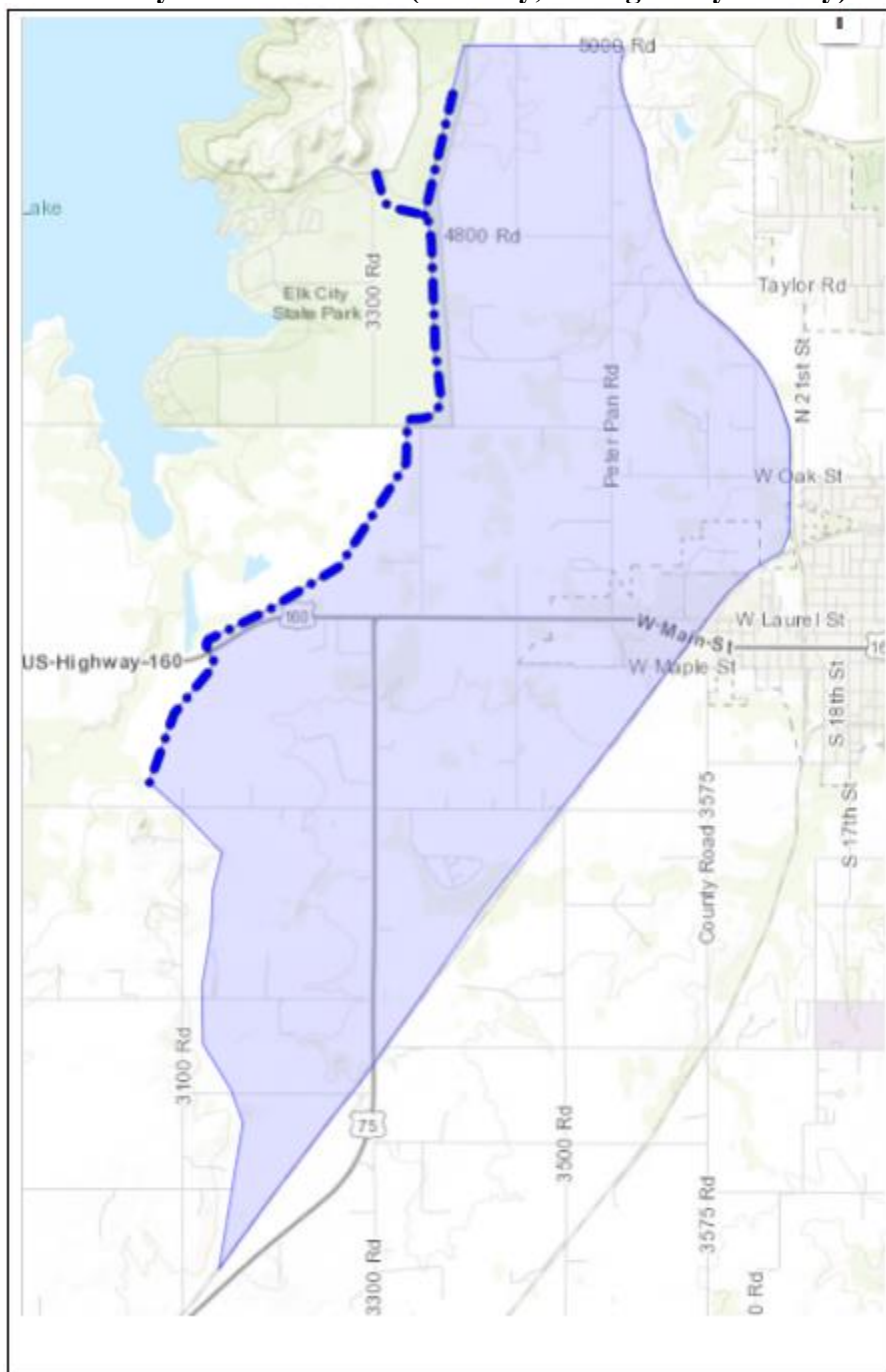 5000 Rd
Lake
4800 Rd
3300 Rd
Elk City
State Park
Taylor Rd
N 21st St
Peter Pan Rd
W Oak St
160
W Laurel St
W-Main-St
US-Highway-160
W Maple St
16
S 18th St
County Road 3575
S 17th St
3100 Rd
75
3500 Rd
3575 Rd
3300 Rd
0 Rd